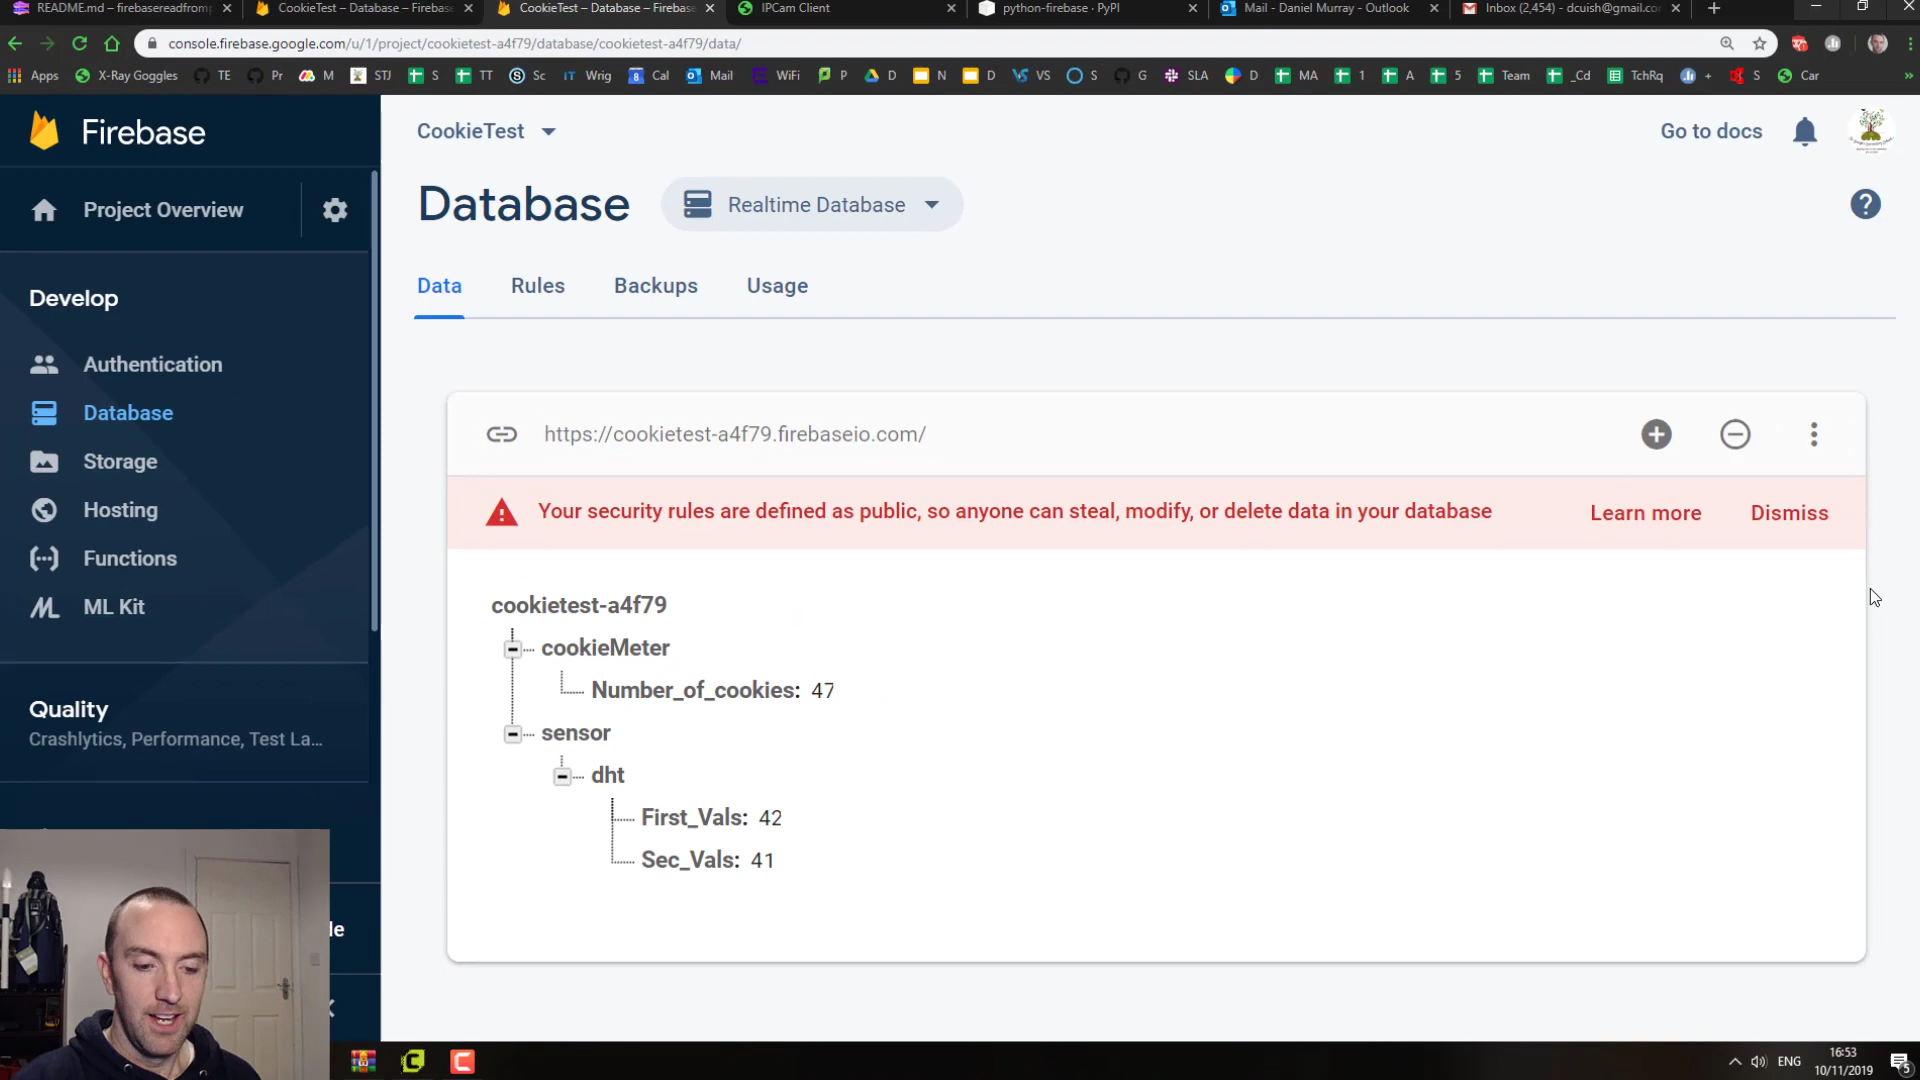 README.md – firebasereadfromp
CookieTest – Database – Firebase
CookieTest – Database – Firebase
IPCam Client
python-firebase · PyPI
Mail - Daniel Murray - Outlook
Inbox (2,454) - dcuish@gmail.co
console.firebase.google.com/u/1/project/cookietest-a4f79/database/cookietest-a4f79/data/
Apps X-Ray Goggles TE Pr M STJ S TT Sc Wrig Cal Mail WiFi P D N D VS S G SLA D MA 1 A 5 Team _Cd TchRq + S Car »
Firebase
CookieTest
Go to docs
Project Overview
Database
Realtime Database
?
Data Rules Backups Usage
Develop
Authentication
Database
Storage
Hosting
Functions
ML Kit
https://cookietest-a4f79.firebaseio.com/
Your security rules are defined as public, so anyone can steal, modify, or delete data in your database
Learn more
Dismiss
cookietest-a4f79
cookieMeter
Number_of_cookies: 47
sensor
dht
First_Vals: 42
Sec_Vals: 41
Quality
Crashlytics, Performance, Test La...
le
ENG
16:53
10/11/2019
5